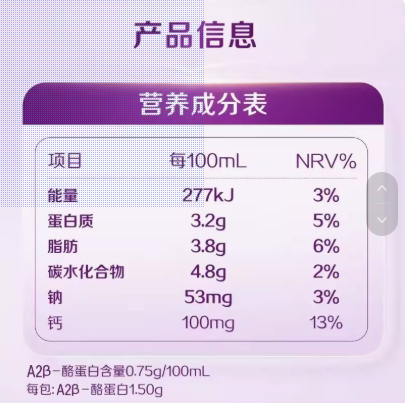 产品信息
营养成分表
项目 每100mL NRV%
能量 277kJ 3%
蛋白质 3.2g 5%
脂肪 3.8g 6%
碳水化合物 4.8g 2%
钠 53mg 3%
钙 100mg 13%
A2β-酪蛋白含量0.75g/100mL
每包:A2β-酪蛋白1.50g